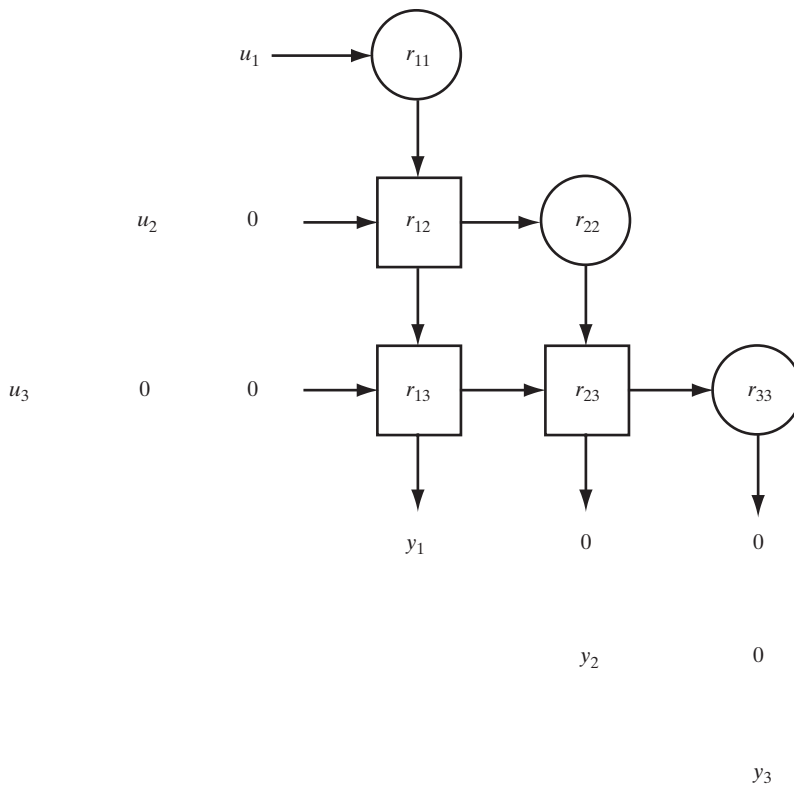 u₁ r₁₁
u₂ 0 r₁₂ r₂₂
u₃ 0 0 r₁₃ r₂₃ r₃₃
y₁ 0 0
y₂ 0
y₃